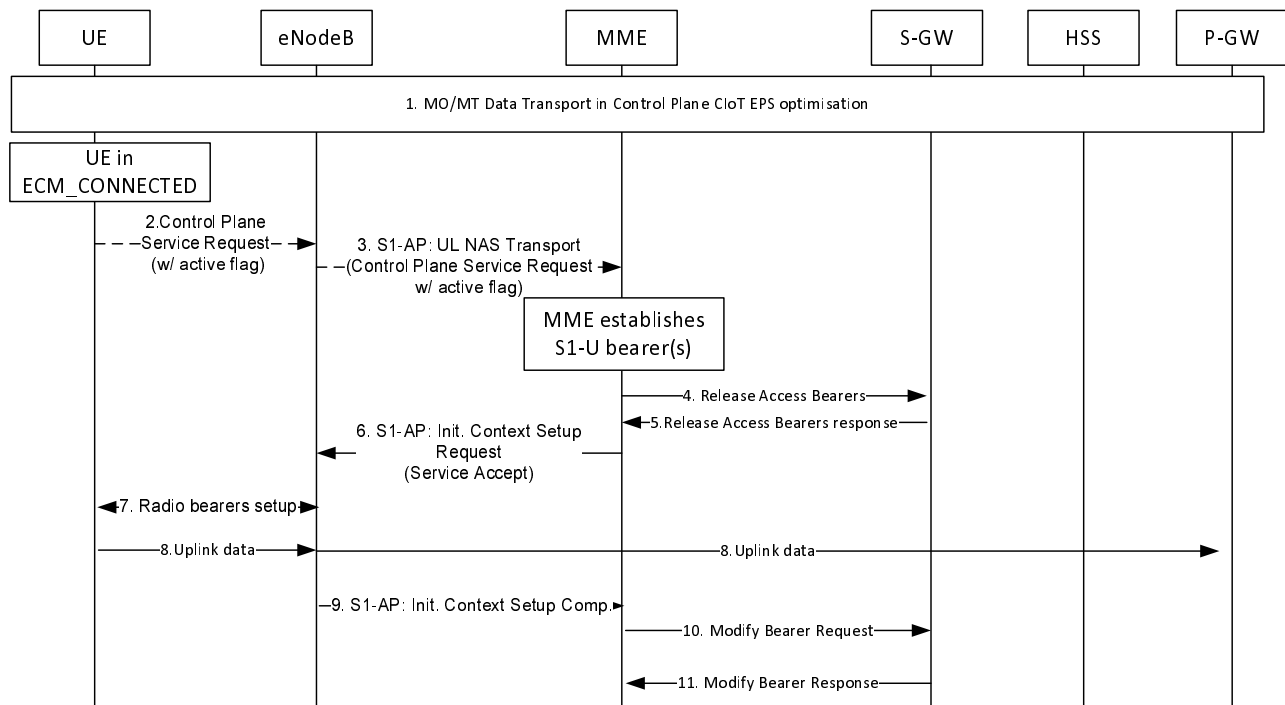 UE
eNodeB
MME
S-GW
HSS
P-GW
1. MO/MT Data Transport in Control Plane CIoT EPS optimisation
UE in
ECM_CONNECTED
2.Control Plane
Service Request
(w/ active flag)
3. S1-AP: UL NAS Transport
(Control Plane Service Request
w/ active flag)
MME establishes
S1-U bearer(s)
4. Release Access Bearers
5.Release Access Bearers response
6. S1-AP: Init. Context Setup
Request
(Service Accept)
7. Radio bearers setup
8.Uplink data
8.Uplink data
9. S1-AP: Init. Context Setup Comp.
10. Modify Bearer Request
11. Modify Bearer Response